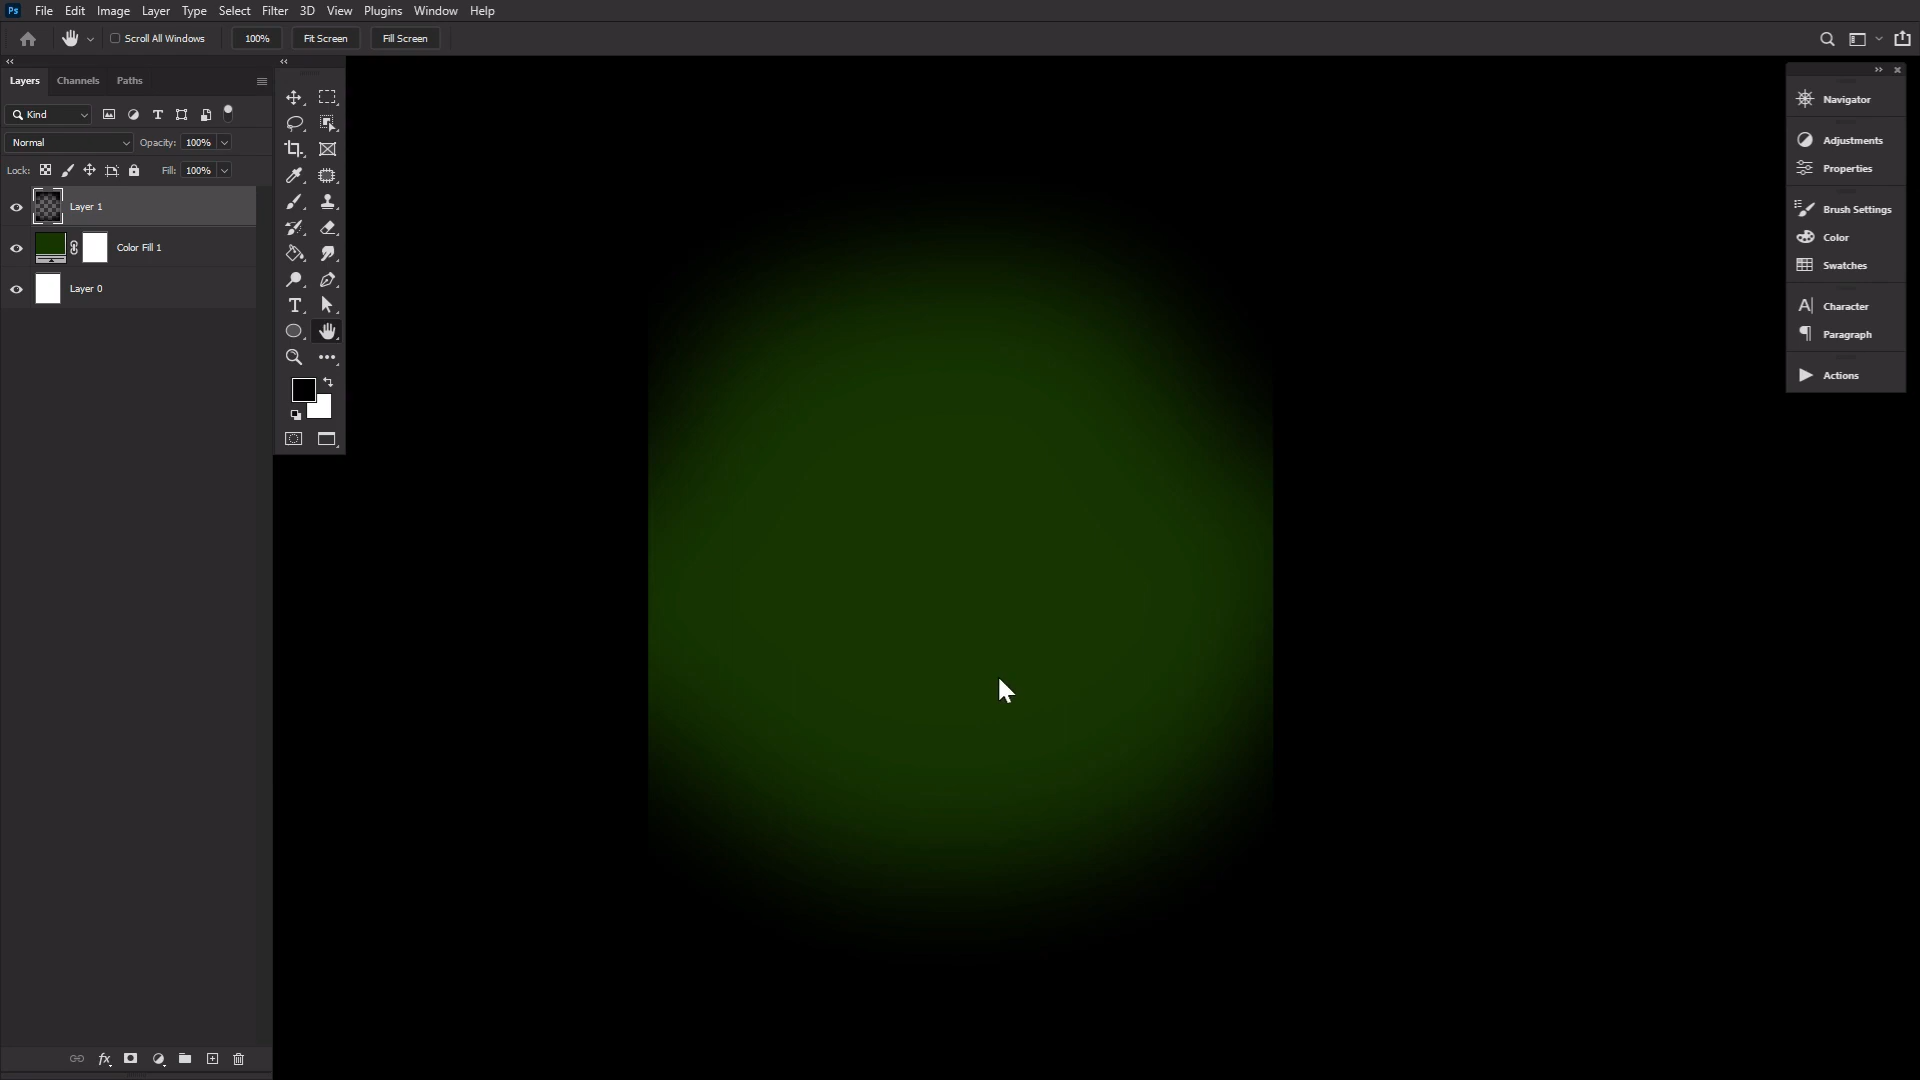 Ps File Edit Image Layer Type Select Filter 3D View Plugins Window Help
Scroll All Windows 100% Fit Screen Fill Screen
Layers Channels Paths
Kind
Normal Opacity: 100%
Lock: Fill: 100%
Layer 1
Color Fill 1
Layer 0
fx
Navigator
Adjustments
Properties
Brush Settings
Color
Swatches
Character
Paragraph
Actions